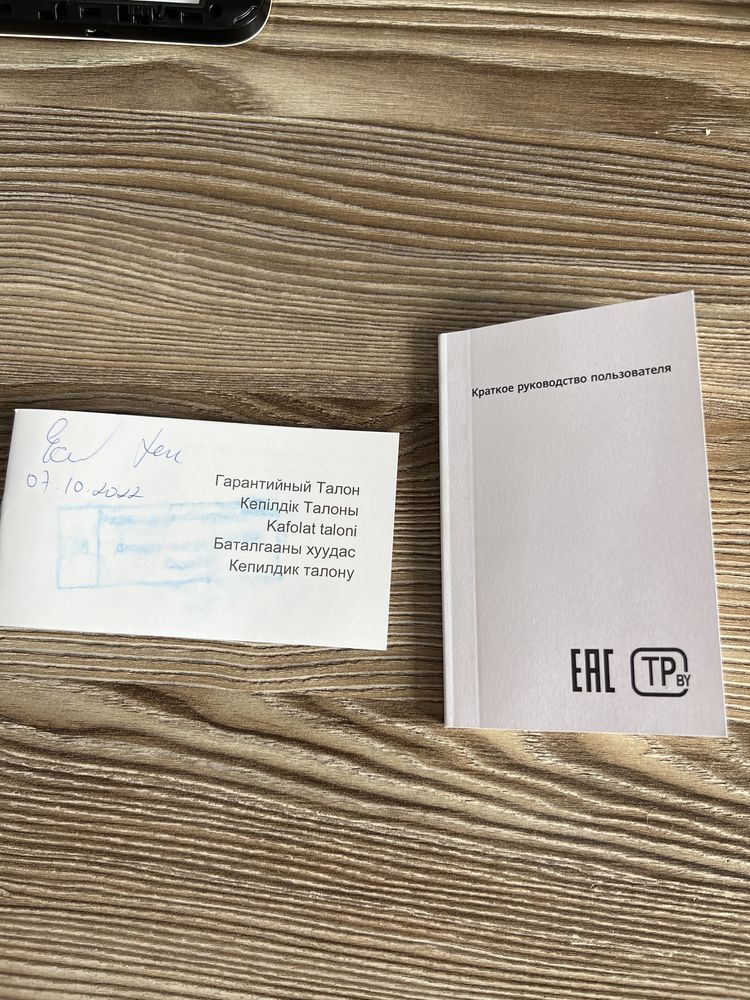 07.10.2022
Гарантийный Талон
Кепілдік Талоны
Kafolat taloni
Баталгааны хуудас
Кепилдик талону
Краткое руководство пользователя
EAC TP BY